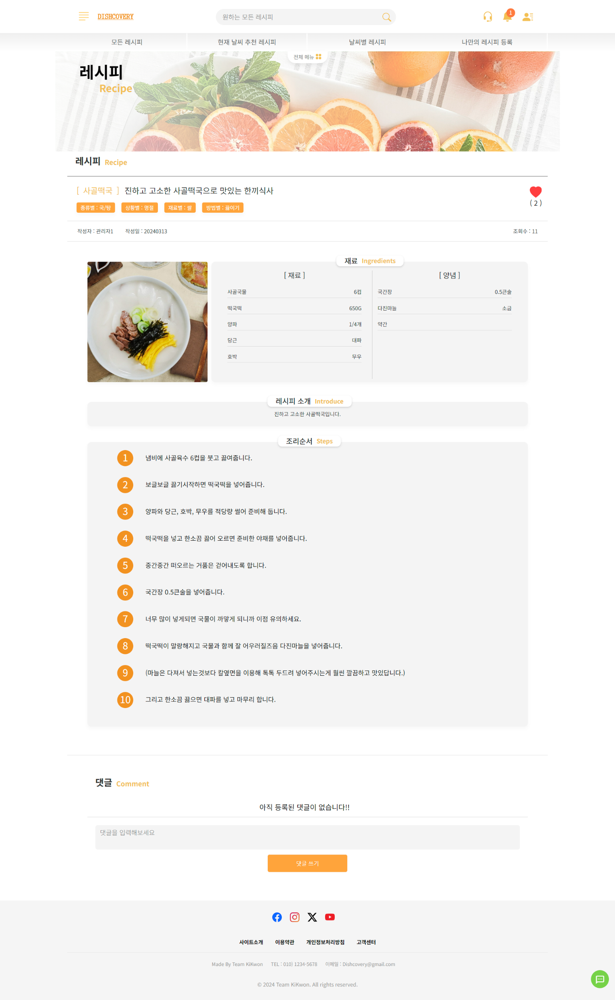 DISHCOVERY
원하는 모든 레시피
1
모든 레시피
현재 날씨 추천 레시피
날씨별 레시피
나만의 레시피 등록
전체 메뉴
레시피
Recipe
레시피 Recipe
[ 사골떡국 ] 진하고 고소한 사골떡국으로 맛있는 한끼식사
( 2 )
종류별 : 국/탕 상황별 : 명절 재료별 : 쌀 방법별 : 끓이기
작성자 : 관리자1 작성일 : 20240313 조회수 : 11
재료 Ingredients
[ 재료 ]
사골국물 6컵
떡국떡 650G
양파 1/4개
당근 대파
호박 무우
[ 양념 ]
국간장 0.5큰술
다진마늘 소금
약간
레시피 소개 Introduce
진하고 고소한 사골떡국입니다.
조리순서 Steps
1 냄비에 사골육수 6컵을 붓고 끓여줍니다.
2 보글보글 끓기시작하면 떡국떡을 넣어줍니다.
3 양파와 당근, 호박, 무우를 적당량 썰어 준비해 둡니다.
4 떡국떡을 넣고 한소끔 끓어 오르면 준비한 야채를 넣어줍니다.
5 중간중간 떠오르는 거품은 걷어내도록 합니다.
6 국간장 0.5큰술을 넣어줍니다.
7 너무 많이 넣게되면 국물이 까맣게 되니까 이점 유의하세요.
8 떡국떡이 말랑해지고 국물과 함께 잘 어우러질즈음 다진마늘을 넣어줍니다.
9 (마늘은 다져서 넣는것보다 칼옆면을 이용해 톡톡 두드려 넣어주시는게 훨씬 깔끔하고 맛있답니다.)
10 그리고 한소끔 끓으면 대파를 넣고 마무리 합니다.
댓글 Comment
아직 등록된 댓글이 없습니다!!
댓글을 입력해보세요
댓글 쓰기
사이트소개 이용약관 개인정보처리방침 고객센터
Made By Team KiKwon TEL : 010) 1234-5678 이메일 : Dishcovery@gmail.com
© 2024 Team KiKwon. All rights reserved.